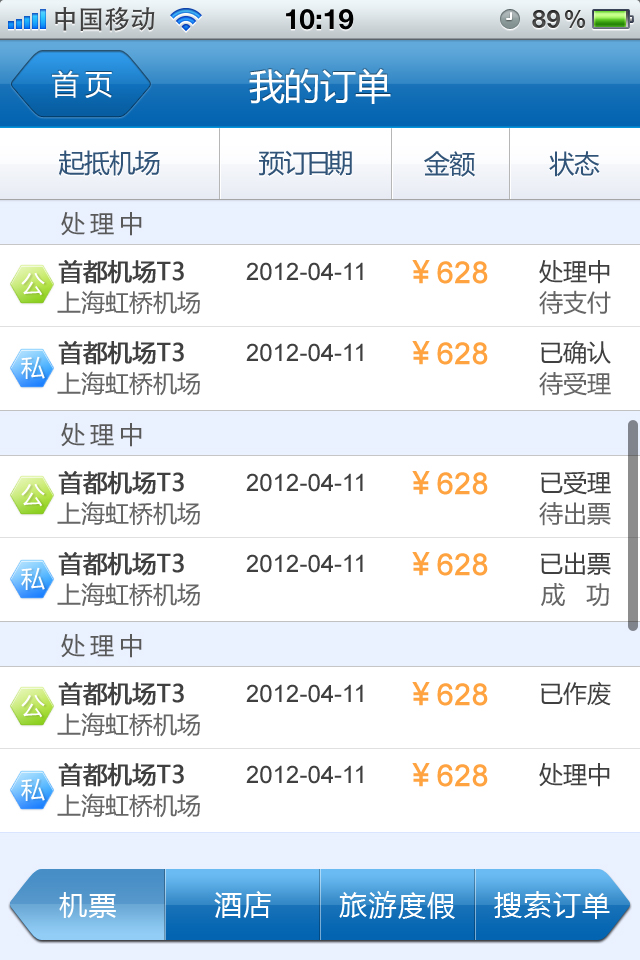 中国移动 10:19 89%
首页 我的订单
起抵机场 预订日期 金额 状态
处理中
公 首都机场T3 2012-04-11 ¥628 处理中
上海虹桥机场 待支付
私 首都机场T3 2012-04-11 ¥628 已确认
上海虹桥机场 待受理
处理中
公 首都机场T3 2012-04-11 ¥628 已受理
上海虹桥机场 待出票
私 首都机场T3 2012-04-11 ¥628 已出票
上海虹桥机场 成 功
处理中
公 首都机场T3 2012-04-11 ¥628 已作废
上海虹桥机场
私 首都机场T3 2012-04-11 ¥628 处理中
上海虹桥机场
机票 酒店 旅游度假 搜索订单